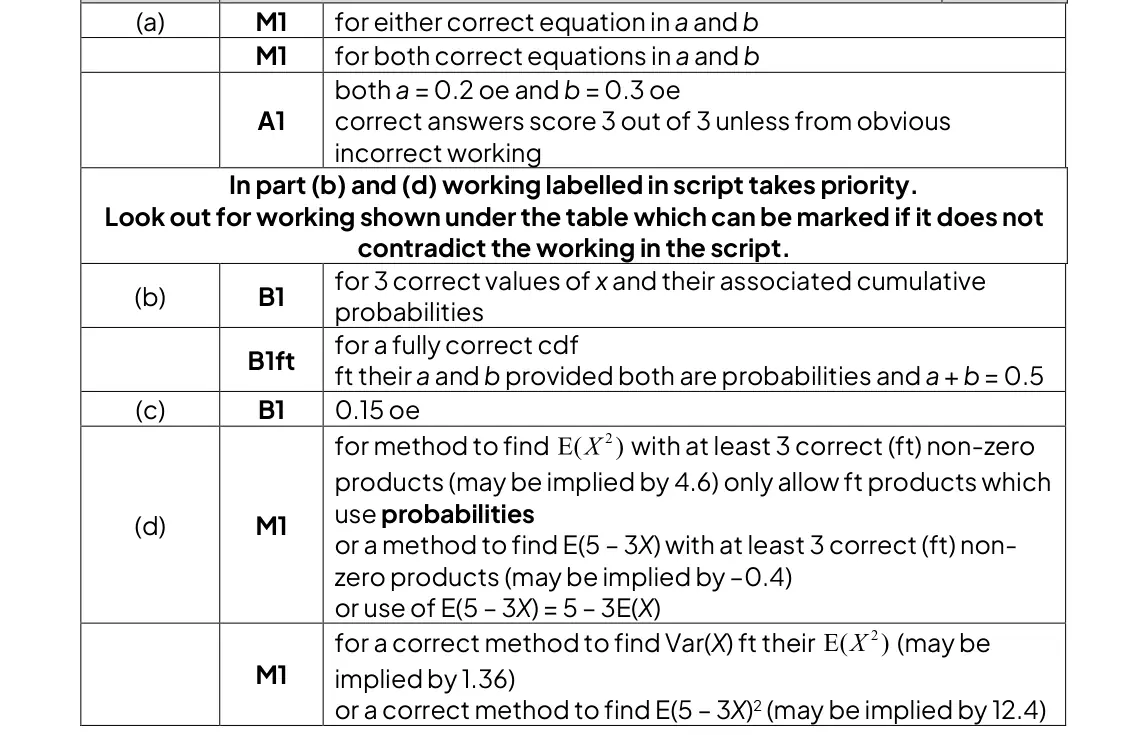 (a) M1 for either correct equation in a and b
M1 for both correct equations in a and b
both a = 0.2 oe and b = 0.3 oe
A1 correct answers score 3 out of 3 unless from obvious
incorrect working
In part (b) and (d) working labelled in script takes priority.
Look out for working shown under the table which can be marked if it does not
contradict the working in the script.
(b) B1 for 3 correct values of x and their associated cumulative
probabilities
B1ft for a fully correct cdf
ft their a and b provided both are probabilities and a + b = 0.5
(c) B1 0.15 oe
for method to find E(X²) with at least 3 correct (ft) non-zero
products (may be implied by 4.6) only allow ft products which
(d) M1 use probabilities
or a method to find E(5 – 3X) with at least 3 correct (ft) non-
zero products (may be implied by –0.4)
or use of E(5 – 3X) = 5 – 3E(X)
for a correct method to find Var(X) ft their E(X²) (may be
M1 implied by 1.36)
or a correct method to find E(5 – 3X)² (may be implied by 12.4)